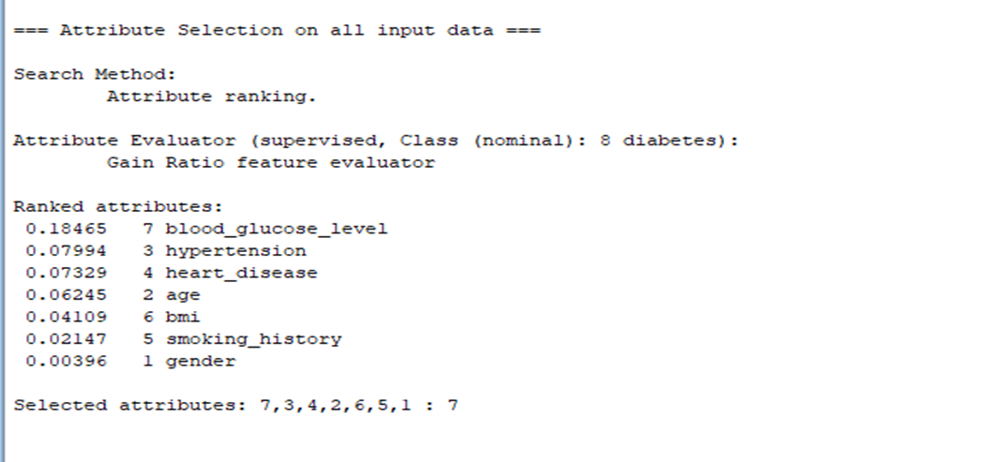 === Attribute Selection on all input data ===
Search Method:
Attribute ranking.
Attribute Evaluator (supervised, Class (nominal): 8 diabetes):
Gain Ratio feature evaluator
Ranked attributes:
0.18465 7 blood_glucose_level
0.07994 3 hypertension
0.07329 4 heart_disease
0.06245 2 age
0.04109 6 bmi
0.02147 5 smoking_history
0.00396 1 gender
Selected attributes: 7,3,4,2,6,5,1 : 7